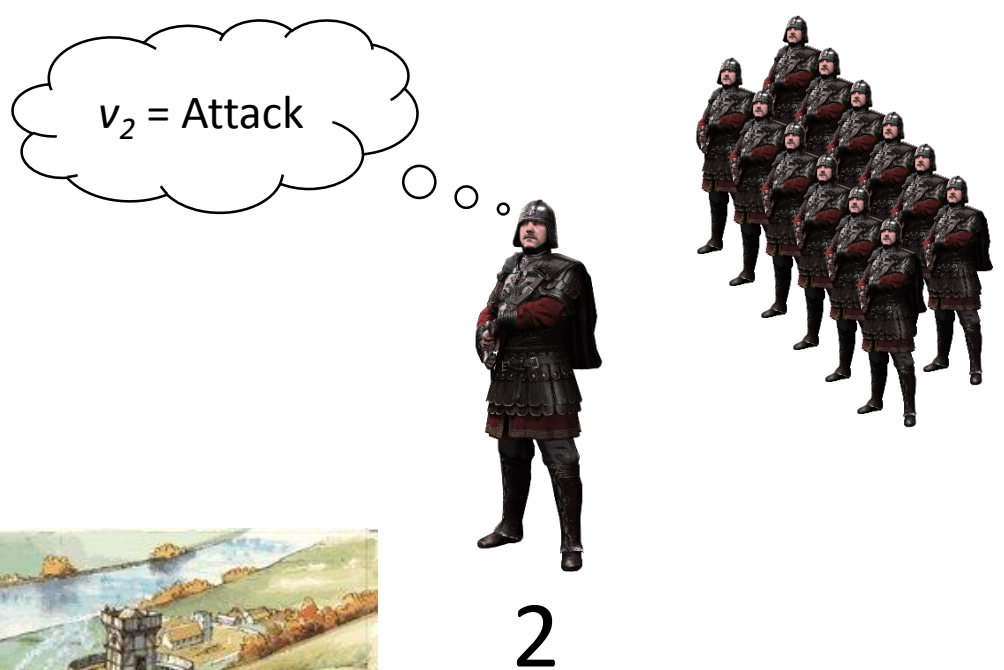 v₂ = Attack
2